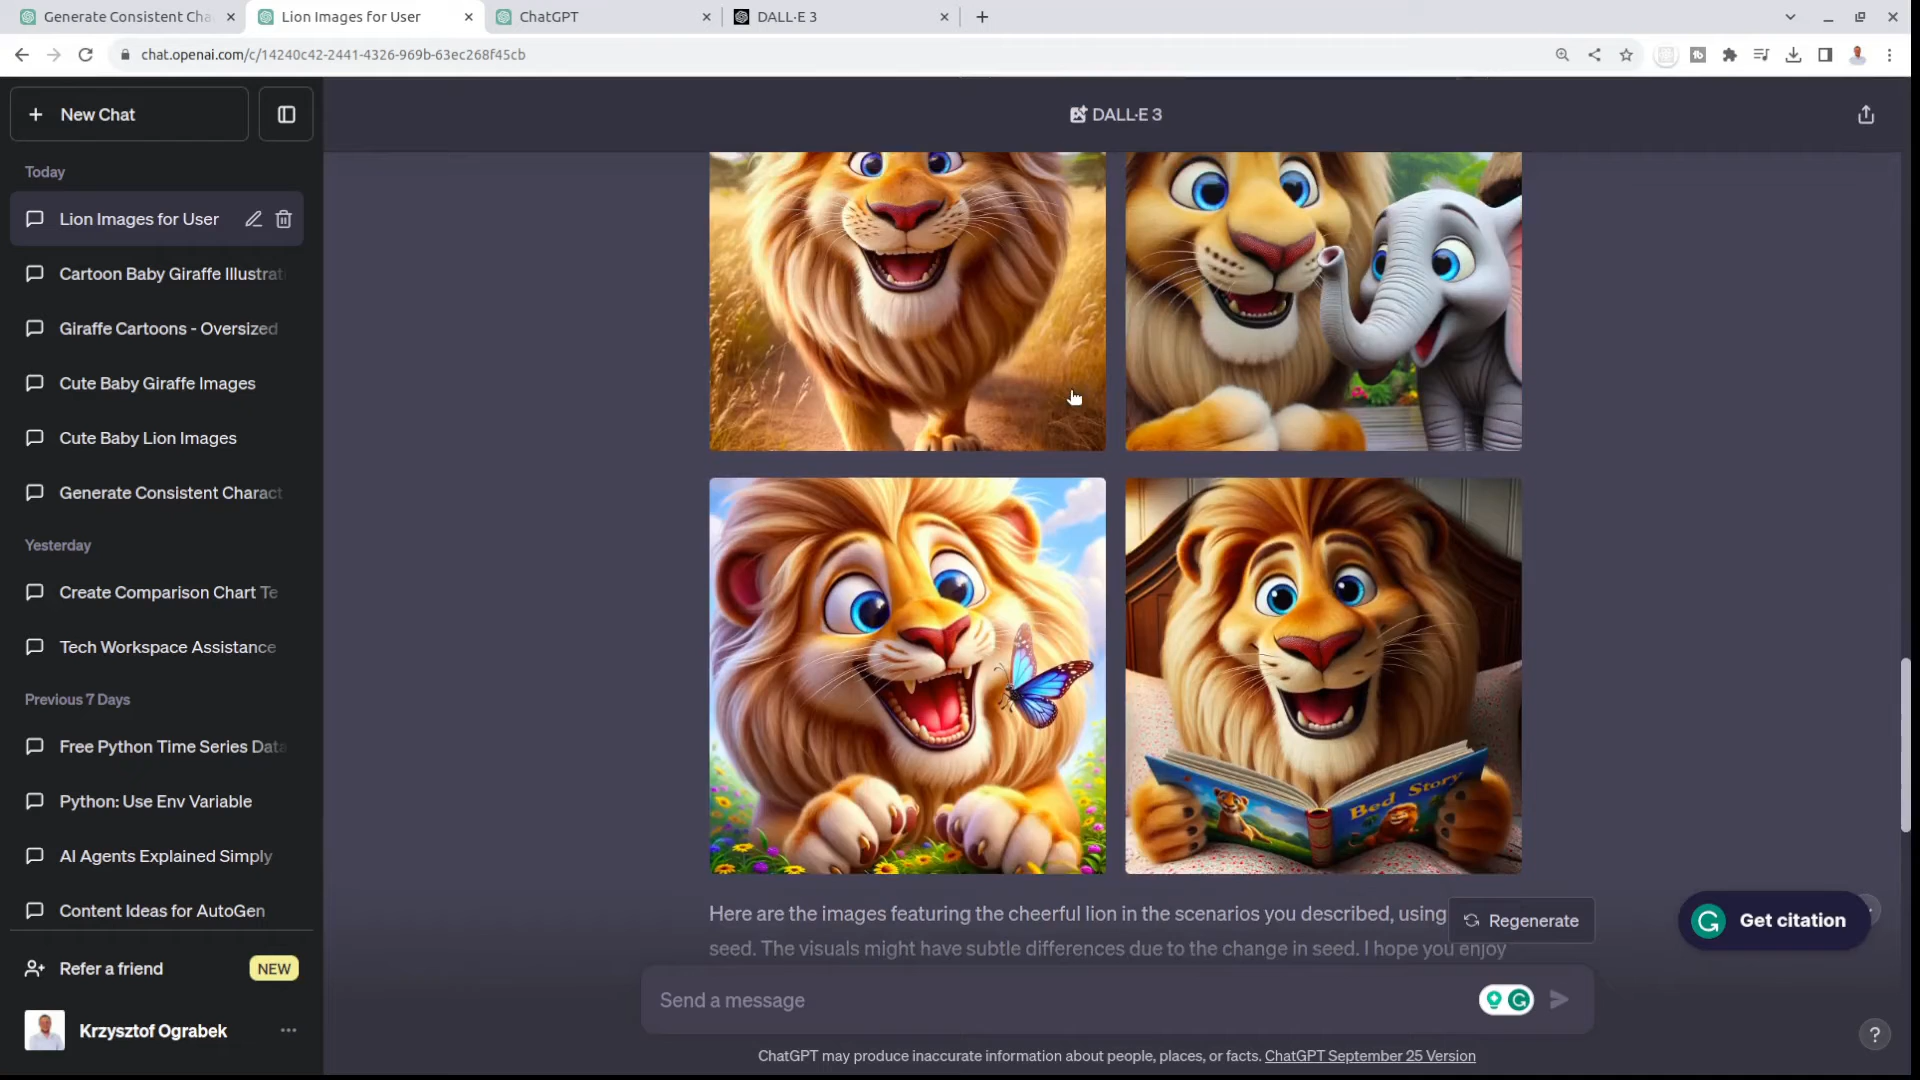 Generate Consistent Cha
Lion Images for User
ChatGPT
DALL·E 3
chat.openai.com/c/14240c42-2441-4326-969b-63ec268f45cb
New Chat
DALL·E 3
Today
Lion Images for User
Cartoon Baby Giraffe Illustrat
Giraffe Cartoons - Oversized
Cute Baby Giraffe Images
Cute Baby Lion Images
Generate Consistent Charact
Yesterday
Create Comparison Chart Te
Tech Workspace Assistance
Previous 7 Days
Free Python Time Series Data
Python: Use Env Variable
AI Agents Explained Simply
Content Ideas for AutoGen
Refer a friend
NEW
Krzysztof Ograbek
Bed Story
Here are the images featuring the cheerful lion in the scenarios you described, using
seed. The visuals might have subtle differences due to the change in seed. I hope you enjoy
Regenerate
Get citation
Send a message
ChatGPT may produce inaccurate information about people, places, or facts. ChatGPT September 25 Version
?